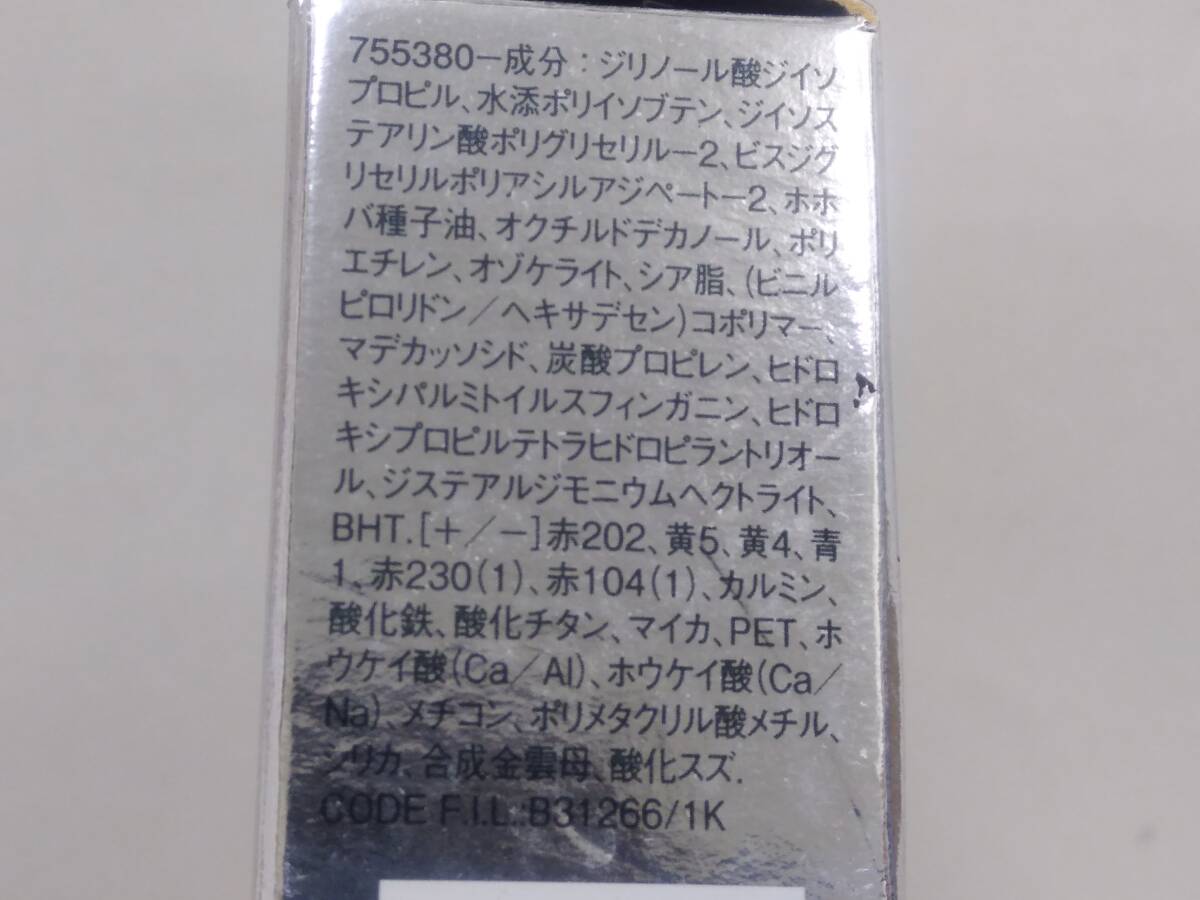 755380ー成分：ジリノール酸ジイソ
プロピル、水添ポリイソブテン、ジイソス
テアリン酸ポリグリセリルー2、ビスジグ
リセリルポリアシルアジペートー2、ホホ
バ種子油、オクチルドデカノール、ポリ
エチレン、オゾケライト、シア脂、(ビニル
ピロリドン／ヘキサデセン)コポリマー、
マデカッソシド、炭酸プロピレン、ヒドロ
キシパルミトイルスフィンガニン、ヒドロ
キシプロピルテトラヒドロピラントリオー
ル、ジステアルジモニウムヘクトライト、
BHT.[＋／－]赤202、黄5、黄4、青
1、赤230(1)、赤104(1)、カルミン、
酸化鉄、酸化チタン、マイカ、PET、ホ
ウケイ酸(Ca／Al)、ホウケイ酸(Ca／
Na)、メチコン、ポリメタクリル酸メチル、
シリカ、合成金雲母、酸化スズ.
CODE F.I.L.:B31266/1K